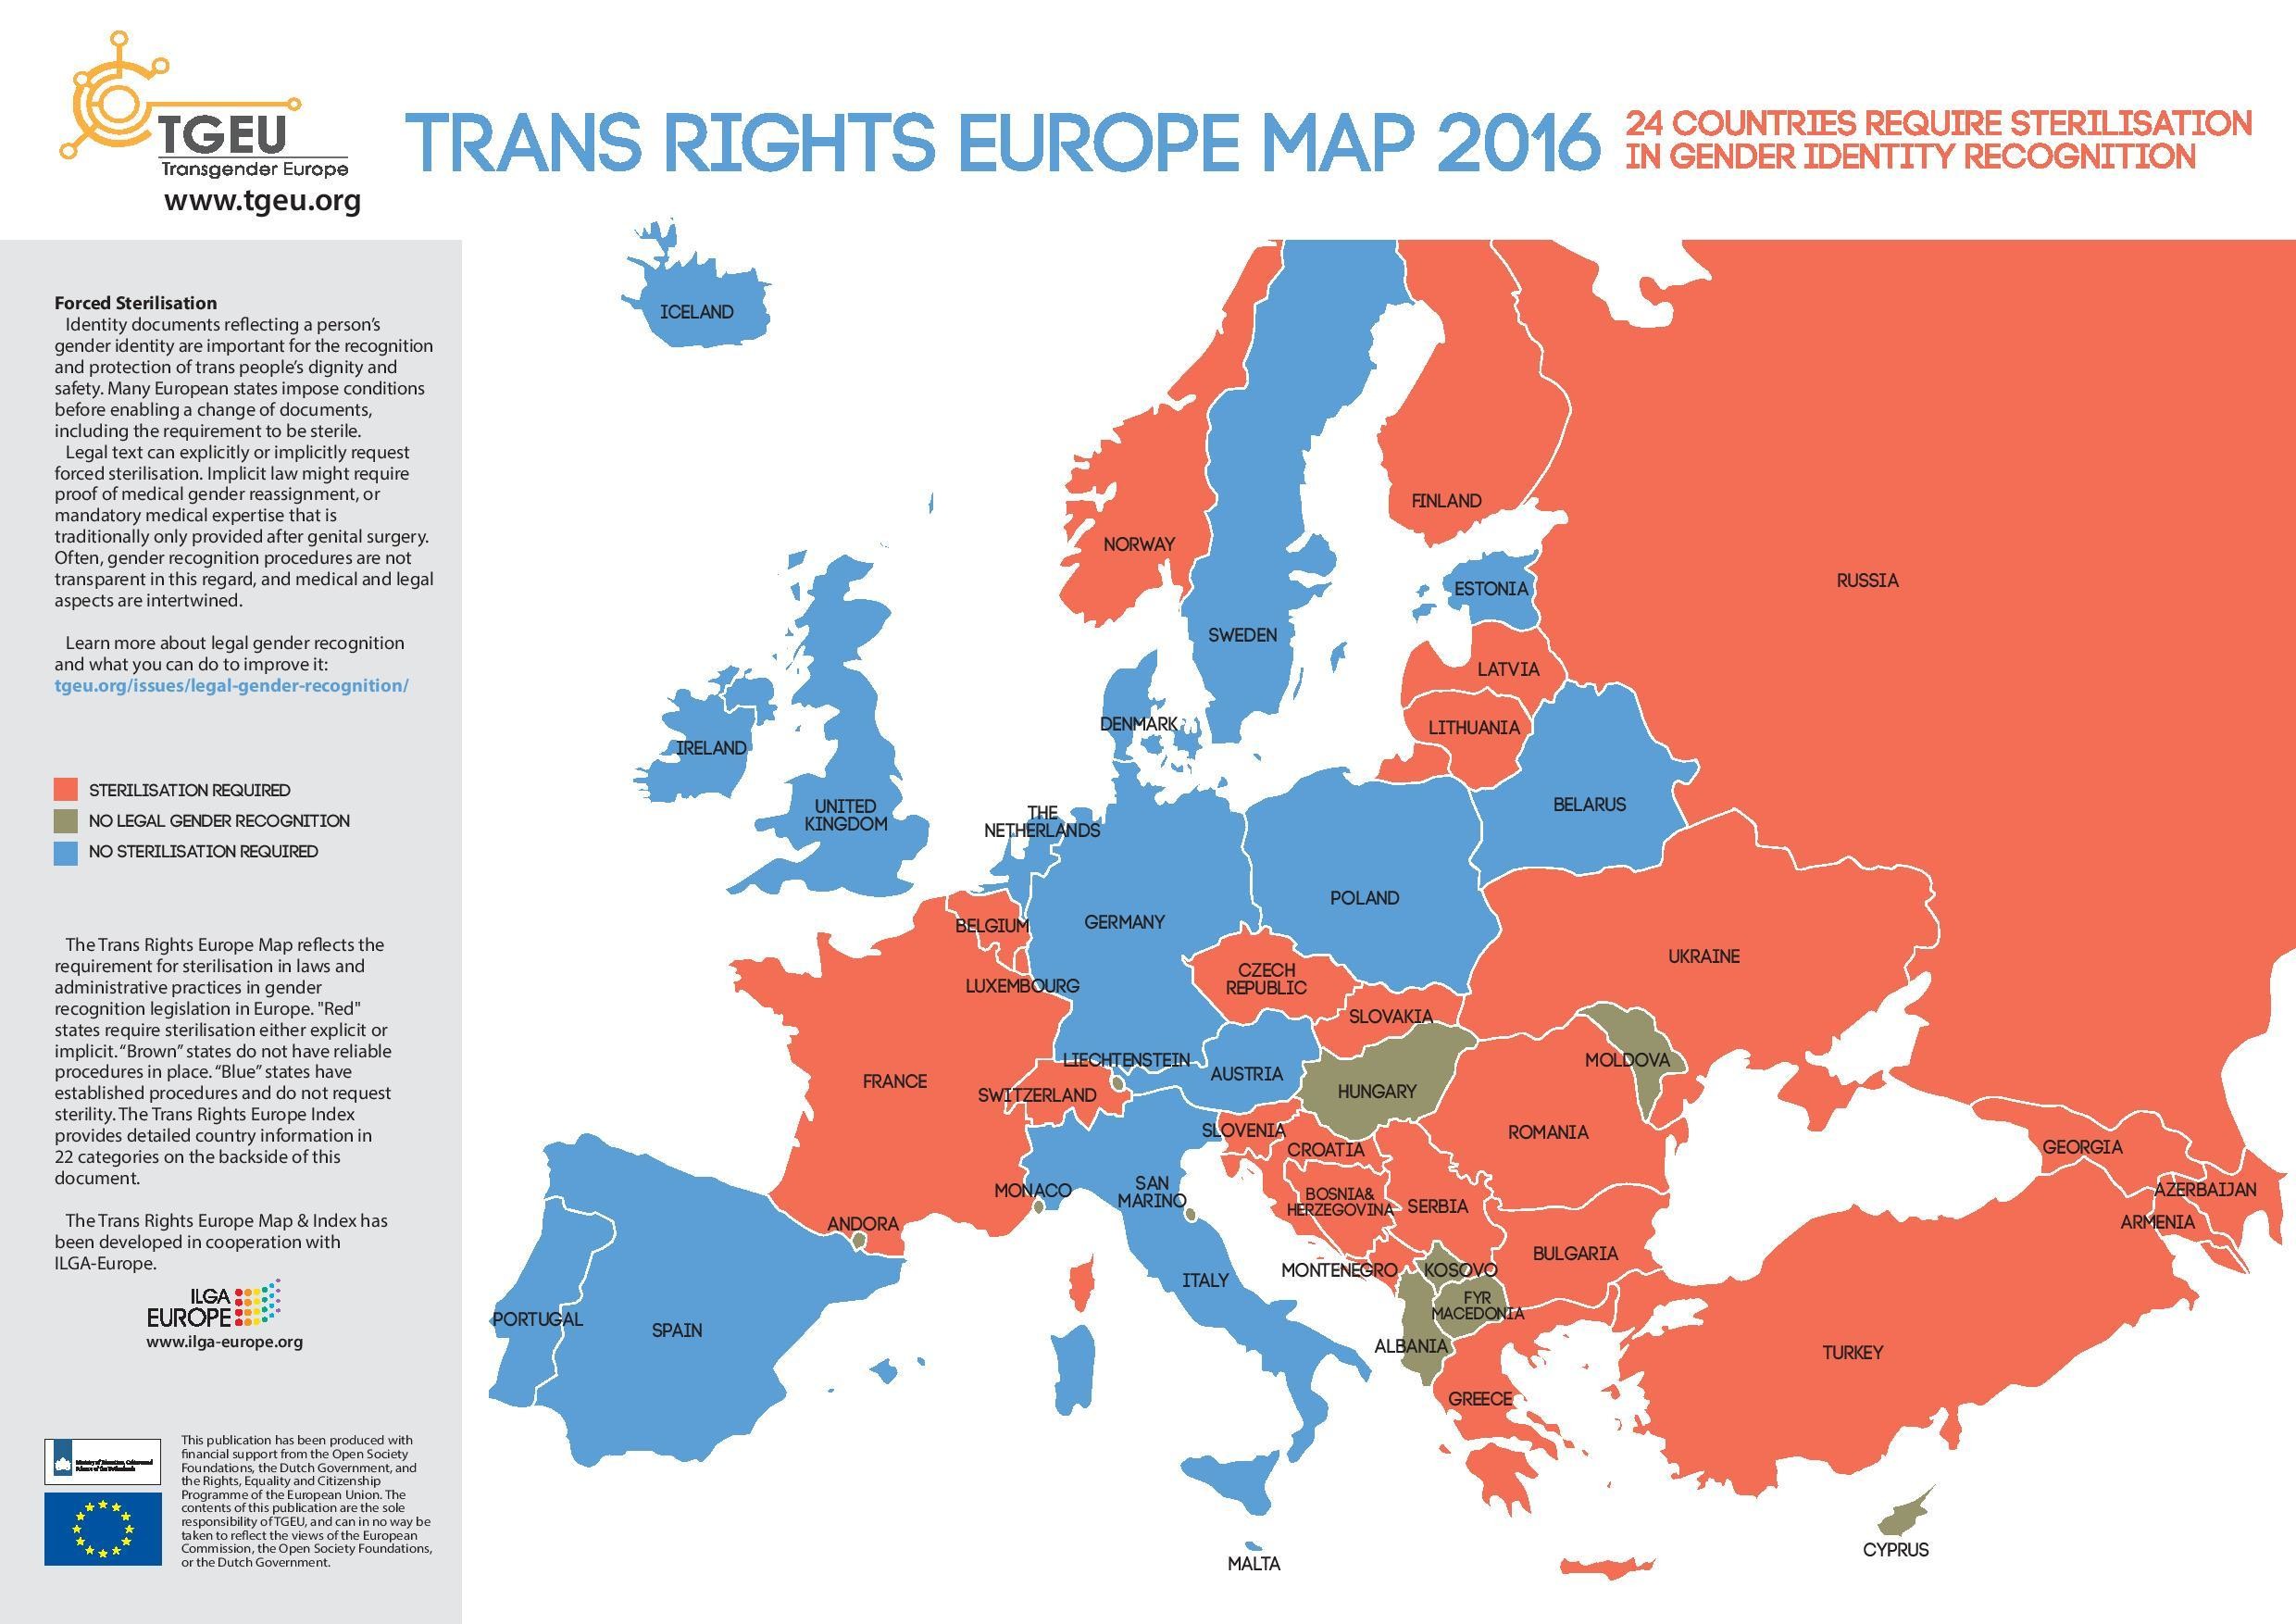 TGEU
Transgender Europe
www.tgeu.org
TRANS RIGHTS EUROPE MAP 2016
24 COUNTRIES REQUIRE STERILISATION
IN GENDER IDENTITY RECOGNITION
Forced Sterilisation
Identity documents reflecting a person's
gender identity are important for the recognition
and protection of trans people's dignity and
safety. Many European states impose conditions
before enabling a change of documents,
including the requirement to be sterile.
Legal text can explicitly or implicitly request
forced sterilisation. Implicit law might require
proof of medical gender reassignment, or
mandatory medical expertise that is
traditionally only provided after genital surgery.
Often, gender recognition procedures are not
transparent in this regard, and medical and legal
aspects are intertwined.
Learn more about legal gender recognition
and what you can do to improve it:
tgeu.org/issues/legal-gender-recognition/
STERILISATION REQUIRED
NO LEGAL GENDER RECOGNITION
NO STERILISATION REQUIRED
The Trans Rights Europe Map reflects the
requirement for sterilisation in laws and
administrative practices in gender
recognition legislation in Europe. "Red"
states require sterilisation either explicit or
implicit. "Brown" states do not have reliable
procedures in place. "Blue" states have
established procedures and do not request
sterility. The Trans Rights Europe Index
provides detailed country information in
22 categories on the backside of this
document.
The Trans Rights Europe Map & Index has
been developed in cooperation with
ILGA-Europe.
ILGA
EUROPE
www.ilga-europe.org
This publication has been produced with
financial support from the Open Society
Foundations, the Dutch Government, and
the Rights, Equality and Citizenship
Programme of the European Union. The
contents of this publication are the sole
responsibility of TGEU, and can in no way be
taken to reflect the views of the European
Commission, the Open Society Foundations,
or the Dutch Government.
ICELAND
FINLAND
NORWAY
RUSSIA
ESTONIA
SWEDEN
LATVIA
DENMARK
LITHUANIA
IRELAND
UNITED
KINGDOM
THE
NETHERLANDS
BELARUS
POLAND
BELGIUM
GERMANY
UKRAINE
CZECH
REPUBLIC
LUXEMBOURG
SLOVAKIA
LIECHTENSTEIN
AUSTRIA
MOLDOVA
FRANCE
SWITZERLAND
HUNGARY
SLOVENIA
ROMANIA
CROATIA
GEORGIA
MONACO
SAN
MARINO
BOSNIA&
HERZEGOVINA
SERBIA
AZERBAIJAN
ARMENIA
ANDORA
BULGARIA
MONTENEGRO
KOSOVO
ITALY
FYR
MACEDONIA
PORTUGAL
SPAIN
ALBANIA
TURKEY
GREECE
CYPRUS
MALTA